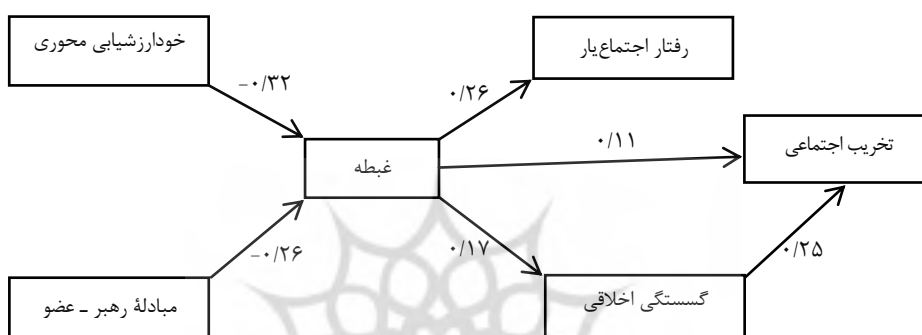 خودارزشیابی محوری
رفتار اجتماع‌یار
-۰/۳۲
۰/۲۶
۰/۱۱
تخریب اجتماعی
غبطه
-۰/۲۶
۰/۱۷
۰/۲۵
مبادلهٔ رهبر ـ عضو
گسستگی اخلاقی